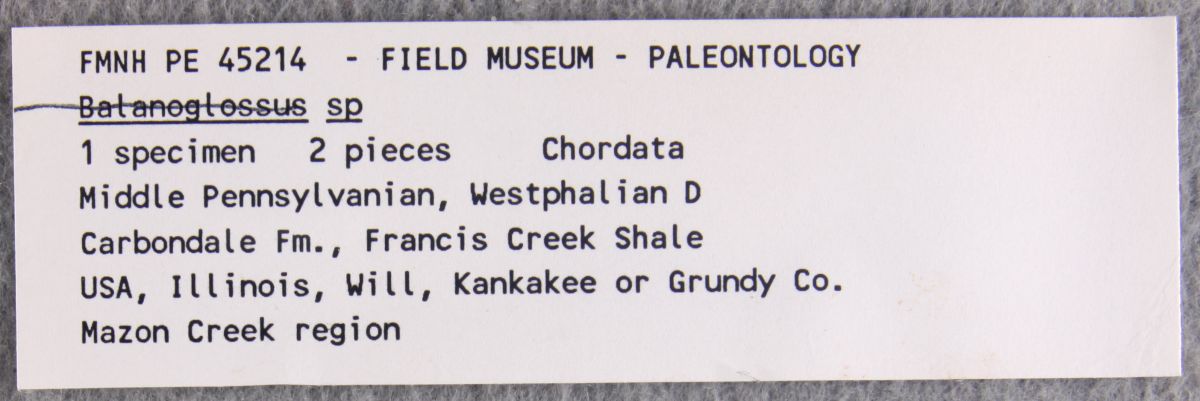 FMNH PE 45214 - FIELD MUSEUM - PALEONTOLOGY
Balanoglossus sp
1 specimen 2 pieces Chordata
Middle Pennsylvanian, Westphalian D
Carbondale Fm., Francis Creek Shale
USA, Illinois, Will, Kankakee or Grundy Co.
Mazon Creek region